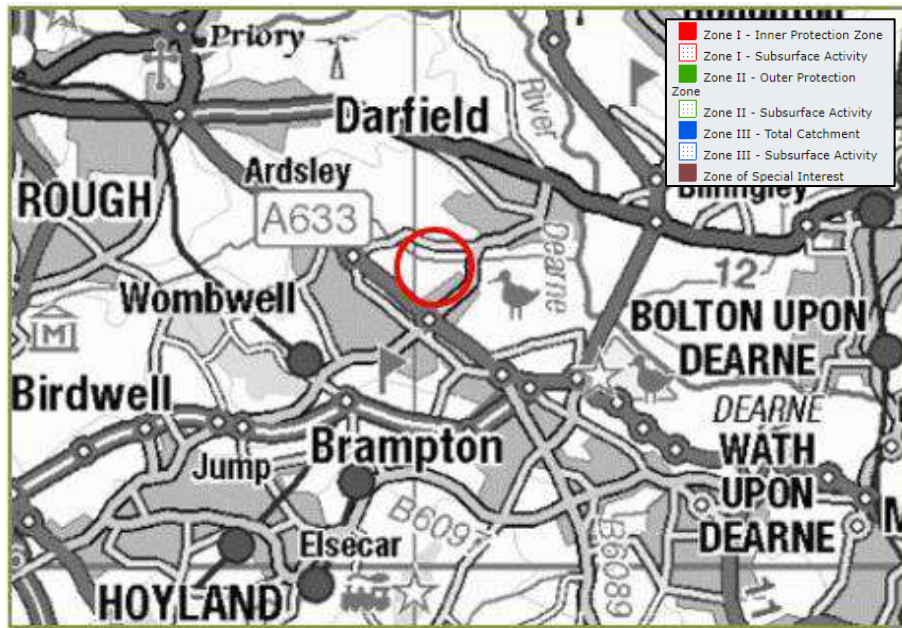 Priory
River
Darfield
Ardsley
ROUGH
A633
Dearne
12
Wombwell
BOLTON UPON
DEARNE
Birdwell
DEARNE
Brampton
WATH
UPON
DEARNE
Jump
B6097
B6089
Elsecar
HOYLAND
11
M
Zone I - Inner Protection Zone
Zone I - Subsurface Activity
Zone II - Outer Protection
Zone
Zone II - Subsurface Activity
Zone III - Total Catchment
Zone III - Subsurface Activity
Zone of Special Interest